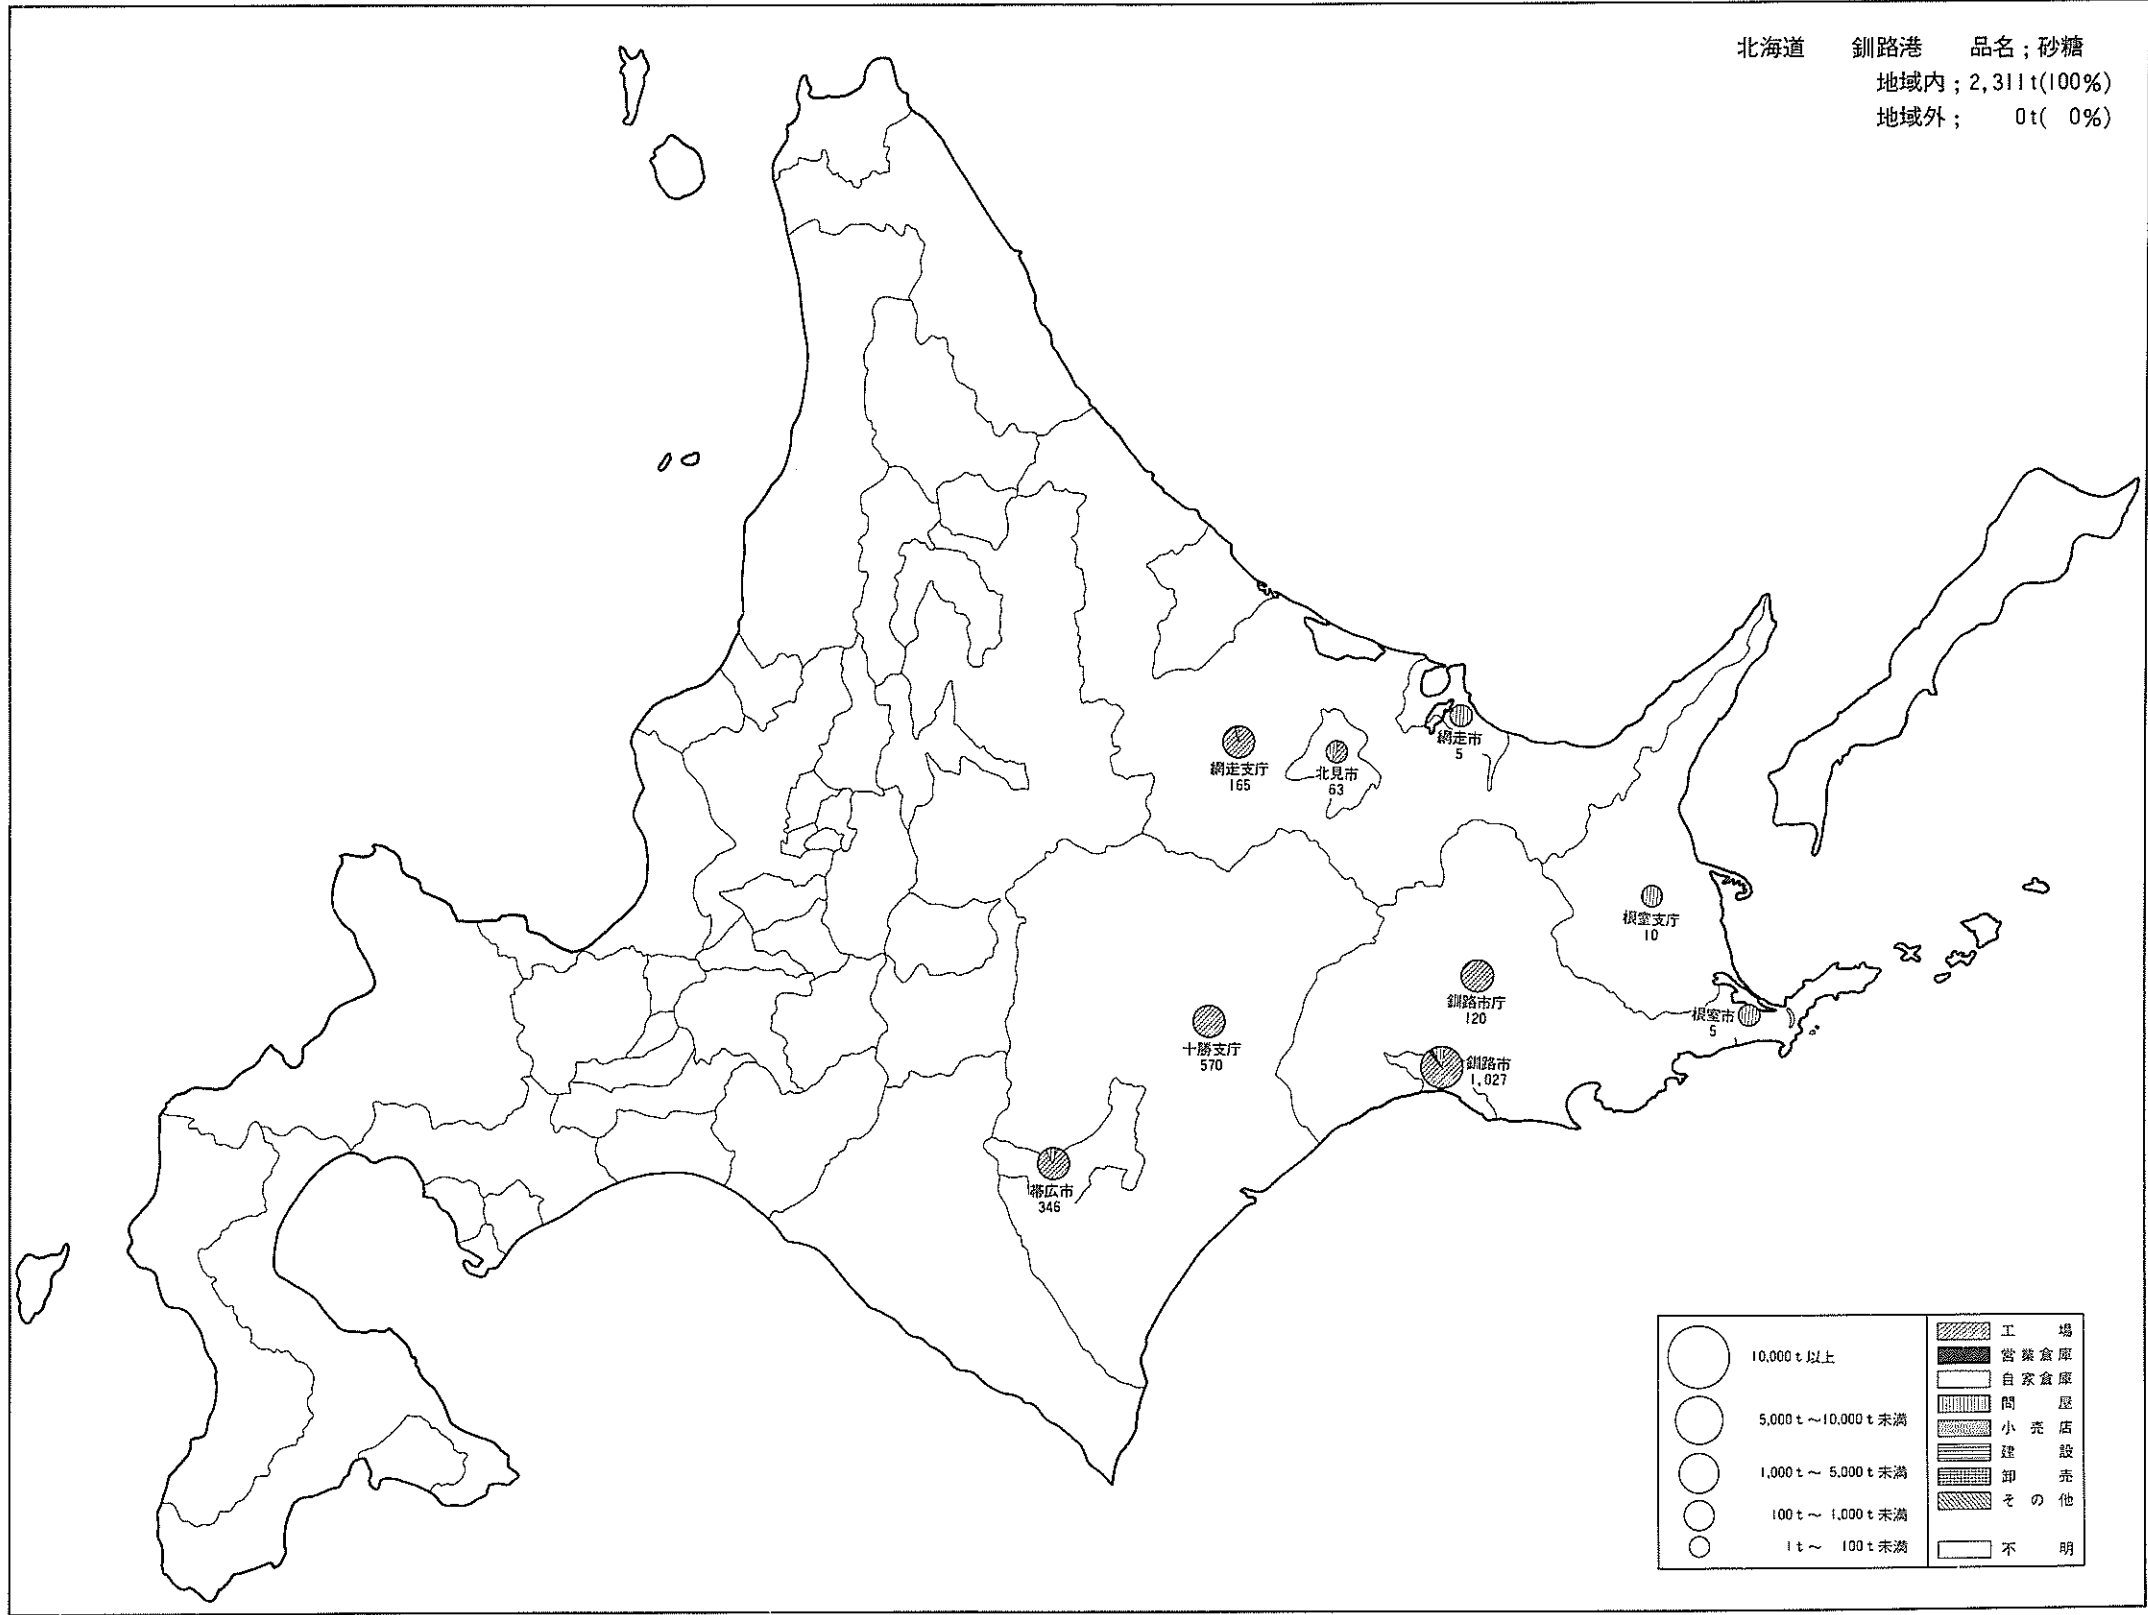 北海道 釧路港 品名;砂糖
地域内;2,311t(100%)
地域外; 0t( 0%)
網走市
5
網走支庁
165
北見市
63
根室支庁
10
釧路市庁
120
根室市
5
十勝支庁
570
釧路市
1,027
帯広市
346
10,000t以上
5,000t~10,000t未満
1,000t~ 5,000t未満
100t~ 1,000t未満
1t~ 100t未満
工場
営業倉庫
自家倉庫
問屋
小売店
建設
卸売
その他
不明